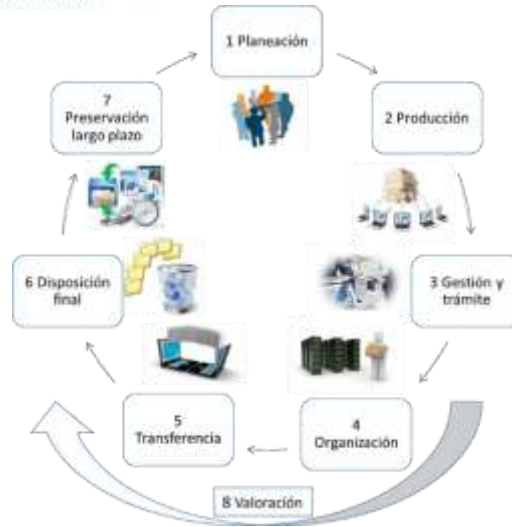 1 Planeación
2 Producción
3 Gestión y
trámite
4
Organización
5
Transferencia
6 Disposición
final
7
Preservación
largo plazo
8 Valoración